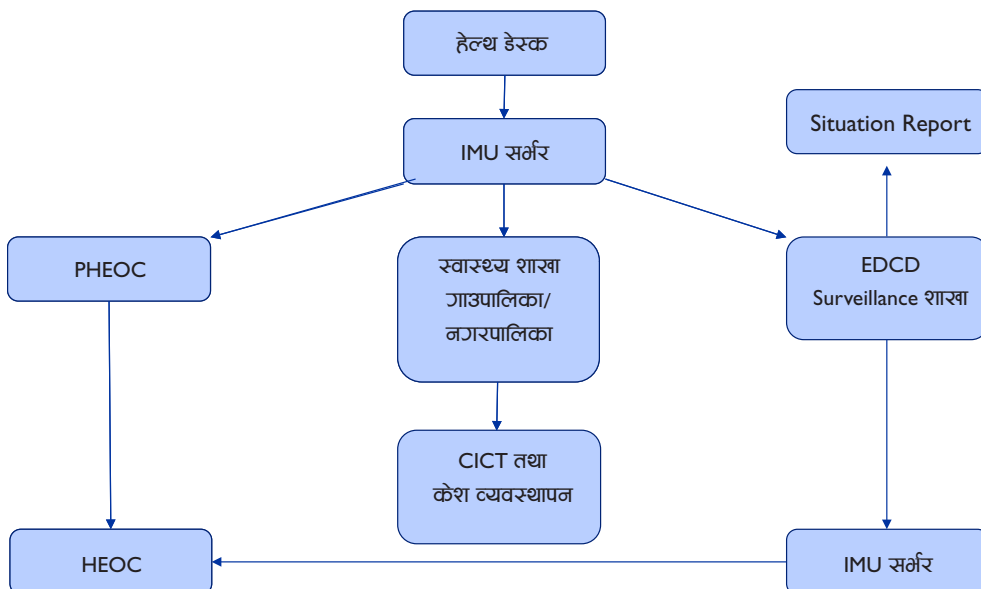 हेल्थ डेस्क
IMU सर्भर
Situation Report
PHEOC
स्वास्थ्य शाखा
गाउपालिका/
नगरपालिका
EDCD
Surveillance शाखा
CICT तथा
केश व्यवस्थापन
HEOC
IMU सर्भर